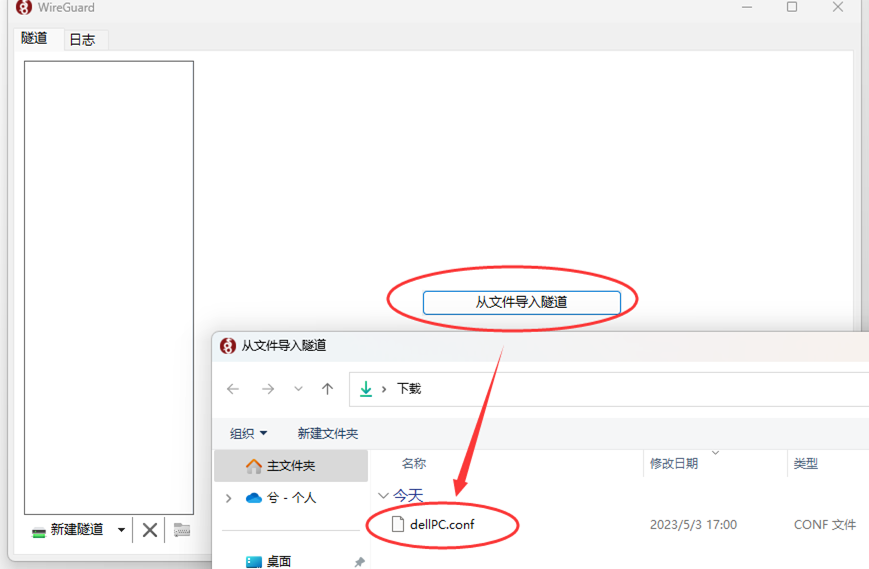 WireGuard
隧道 日志
从文件导入隧道
从文件导入隧道
下载
组织 新建文件夹
主文件夹 名称 修改日期 类型
兮 - 个人 今天
dellPC.conf 2023/5/3 17:00 CONF 文件
新建隧道
桌面